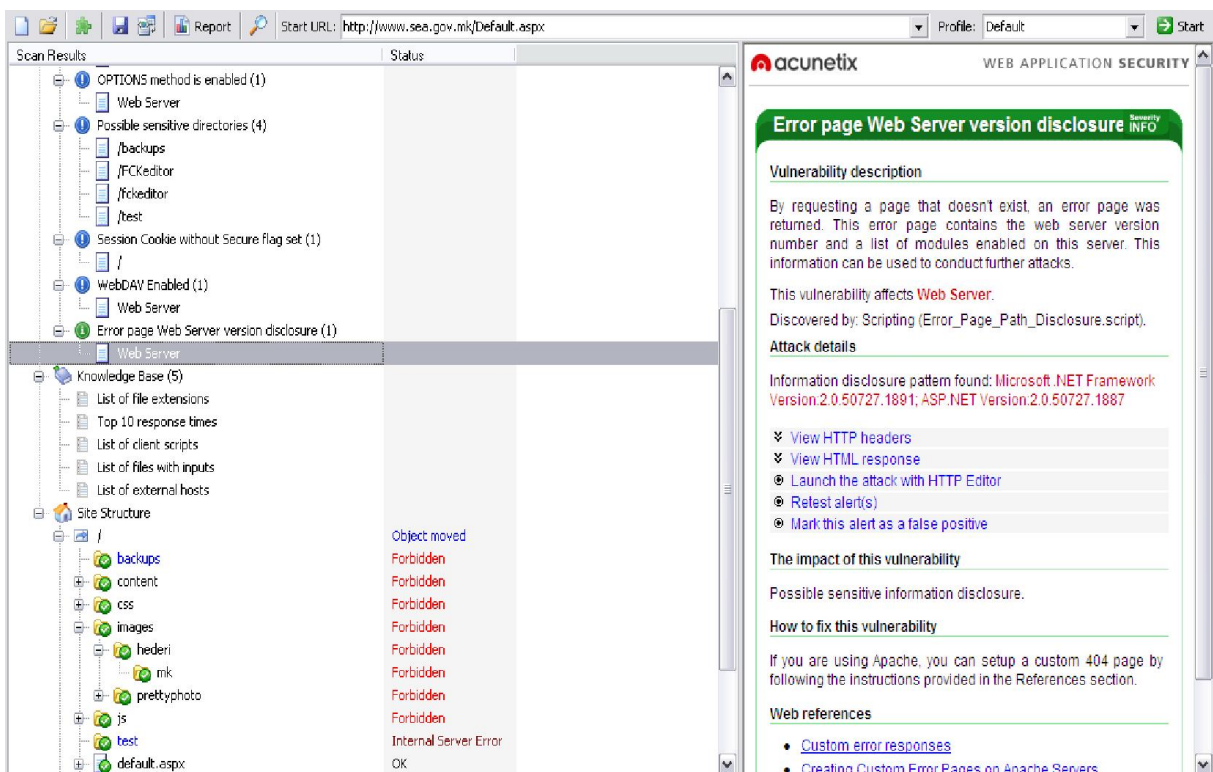 Report
Start URL: http://www.sea.gov.mk/Default.aspx
Profile: Default
Start
Scan Results
Status
OPTIONS method is enabled (1)
Web Server
Possible sensitive directories (4)
/backups
/FCKeditor
/fckeditor
/test
Session Cookie without Secure flag set (1)
/
WebDAV Enabled (1)
Web Server
Error page Web Server version disclosure (1)
Web Server
Knowledge Base (5)
List of file extensions
Top 10 response times
List of client scripts
List of files with inputs
List of external hosts
Site Structure
/ Object moved
backups Forbidden
content Forbidden
css Forbidden
images Forbidden
hederi Forbidden
mk Forbidden
prettyphoto Forbidden
js Forbidden
test Internal Server Error
default.aspx OK
acunetix WEB APPLICATION SECURITY
Error page Web Server version disclosure
Severity
INFO
Vulnerability description
By requesting a page that doesn't exist, an error page was
returned. This error page contains the web server version
number and a list of modules enabled on this server. This
information can be used to conduct further attacks.
This vulnerability affects Web Server.
Discovered by: Scripting (Error_Page_Path_Disclosure.script).
Attack details
Information disclosure pattern found: Microsoft .NET Framework
Version:2.0.50727.1891; ASP.NET Version:2.0.50727.1887
View HTTP headers
View HTML response
Launch the attack with HTTP Editor
Retest alert(s)
Mark this alert as a false positive
The impact of this vulnerability
Possible sensitive information disclosure.
How to fix this vulnerability
If you are using Apache, you can setup a custom 404 page by
following the instructions provided in the References section.
Web references
Custom error responses
Creating Custom Error Pages on Apache Servers